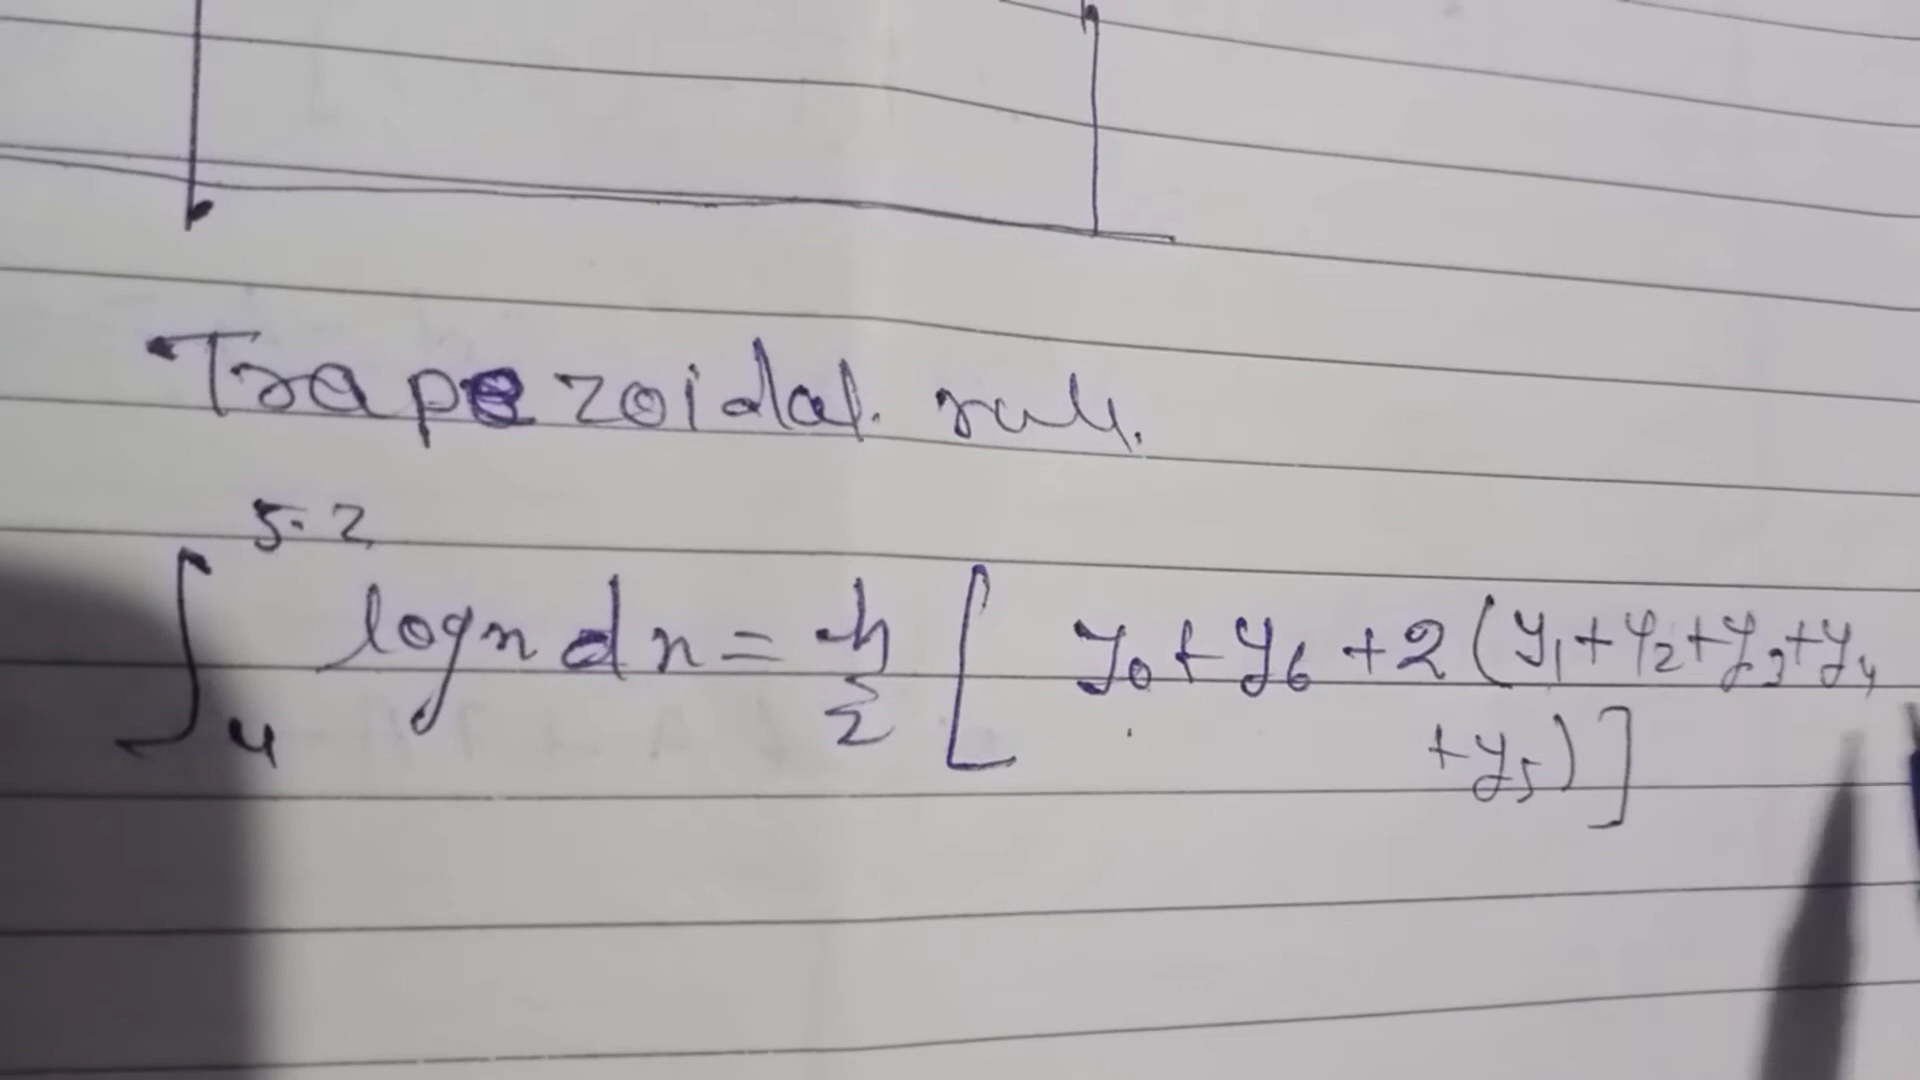 Trapezoidal rule.
∫₄^5.2 log x dx = h/2 [ y₀ + y₆ + 2 ( y₁ + y₂ + y₃ + y₄
+ y₅ ) ]